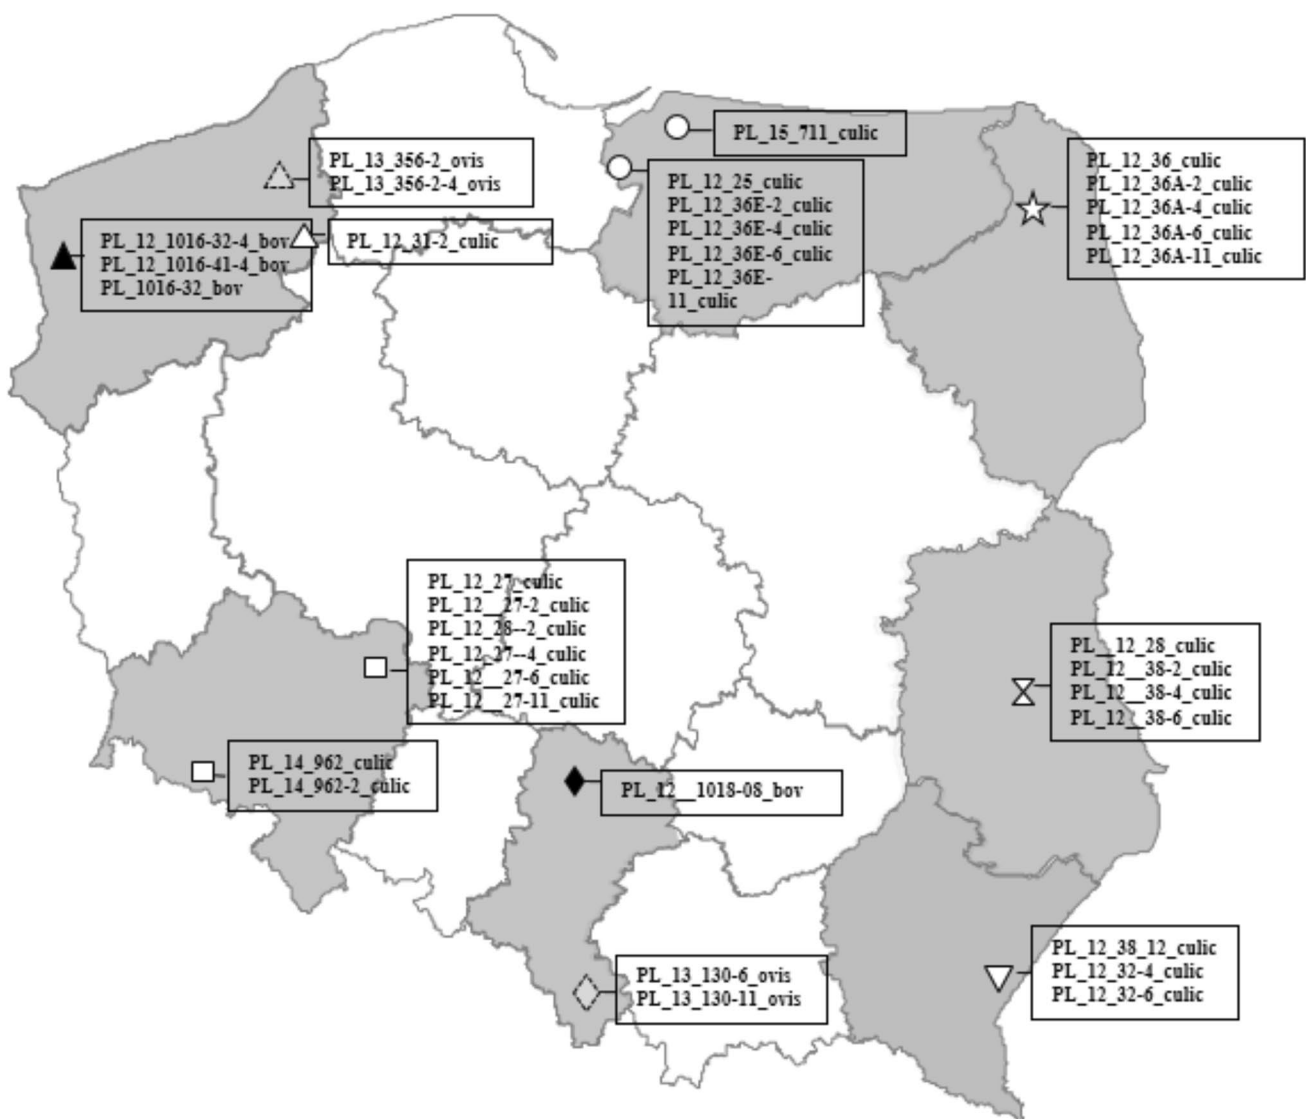 PL_13_356-2_ovis
PL_13_356-2-4_ovis
PL_12_1016-32-4_bov
PL_12_1016-41-4_bov
PL_1016-32_bov
PL_12_31-2_culic
PL_15_711_culic
PL_12_25_culic
PL_12_36E-2_culic
PL_12_36E-4_culic
PL_12_36E-6_culic
PL_12_36E-
11_culic
PL_12_36_culic
PL_12_36A-2_culic
PL_12_36A-4_culic
PL_12_36A-6_culic
PL_12_36A-11_culic
PL_12_27_culic
PL_12__27-2_culic
PL_12_28--2_culic
PL_12_27--4_culic
PL_12__27-6_culic
PL_12__27-11_culic
PL_14_962_culic
PL_14_962-2_culic
PL_12__1018-08_bov
PL__12_28_culic
PL_12__38-2_culic
PL_12__38-4_culic
PL_12__38-6_culic
PL_13_130-6_ovis
PL_13_130-11_ovis
PL_12_38_12_culic
PL_12_32-4_culic
PL_12_32-6_culic